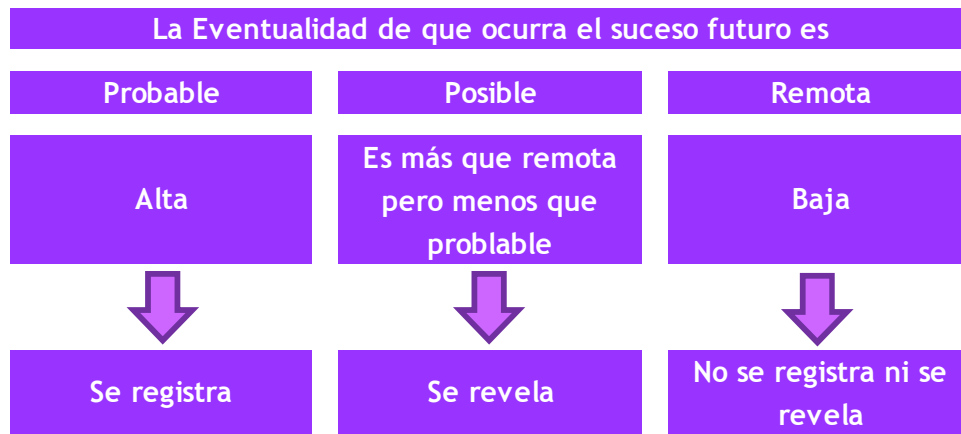 La Eventualidad de que ocurra el suceso futuro es
Probable
Posible
Remota
Alta
Es más que remota
pero menos que
problable
Baja
Se registra
Se revela
No se registra ni se
revela